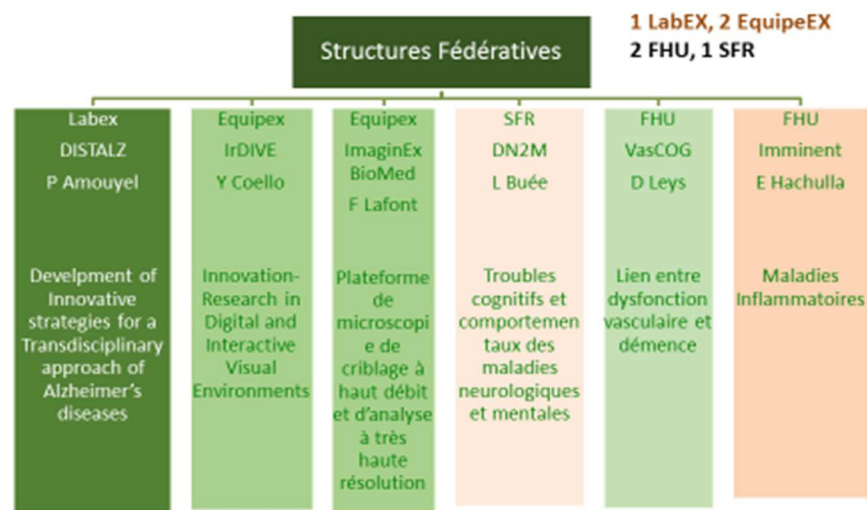 Structures Fédératives
1 LabEX, 2 EquipeEX
2 FHU, 1 SFR
Labex
DISTALZ
P Amouyel
Develpment of
Innovative
strategies for a
Transdisciplinary
approach of
Alzheimer's
diseases
Equipex
IrDIVE
Y Coello
Innovation-
Research in
Digital and
Interactive
Visual
Environments
Equipex
ImaginEx
BioMed
F Lafont
Plateforme
de
microscopi
e de
criblage à
haut débit
et d'analyse
à très
haute
résolution
SFR
DN2M
L Buée
Troubles
cognitifs et
comportemen
taux des
maladies
neurologiques
et mentales
FHU
VasCOG
D Leys
Lien entre
dysfonction
vasculaire et
démence
FHU
Imminent
E Hachulla
Maladies
Inflammatoires